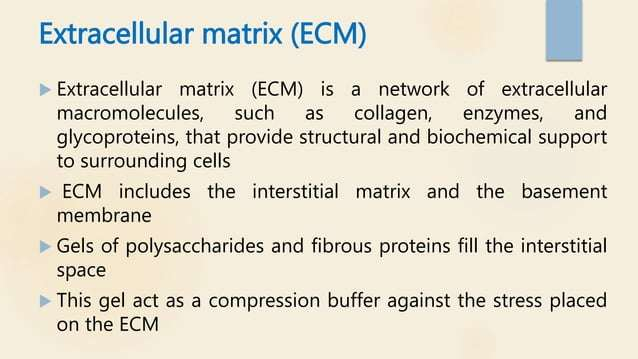 Extracellular matrix (ECM)
Extracellular matrix (ECM) is a network of extracellular
macromolecules, such as collagen, enzymes, and
glycoproteins, that provide structural and biochemical support
to surrounding cells
ECM includes the interstitial matrix and the basement
membrane
Gels of polysaccharides and fibrous proteins fill the interstitial
space
This gel act as a compression buffer against the stress placed
on the ECM